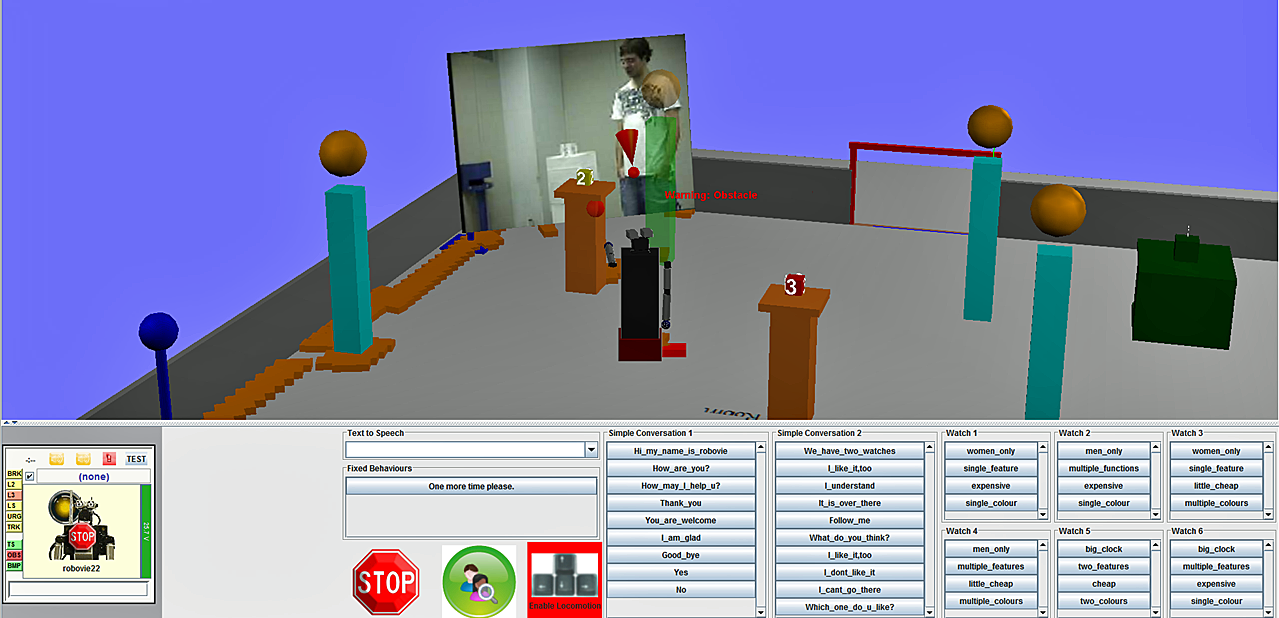 2
Warning: Obstacle
3
Room1
Text to Speech
Fixed Behaviours
One more time please.
STOP
Enable Locomotion
TEST
(none)
BRK
L2
L3
LS
URG
TRK
TS
OBS
BMP
25.7 V
STOP
robovie22
Simple Conversation 1
Hi_my_name_is_robovie
How_are_you?
How_may_I_help_u?
Thank_you
You_are_welcome
I_am_glad
Good_bye
Yes
No
Simple Conversation 2
We_have_two_watches
I_like_it,too
I_understand
It_is_over_there
Follow_me
What_do_you_think?
I_like_it,too
I_dont_like_it
I_cant_go_there
Which_one_do_u_like?
Watch 1
women_only
single_feature
expensive
single_colour
Watch 2
men_only
multiple_functions
expensive
single_colour
Watch 3
women_only
single_feature
little_cheap
multiple_colours
Watch 4
men_only
multiple_features
little_cheap
multiple_colours
Watch 5
big_clock
two_features
cheap
two_colours
Watch 6
big_clock
multiple_features
expensive
single_colour